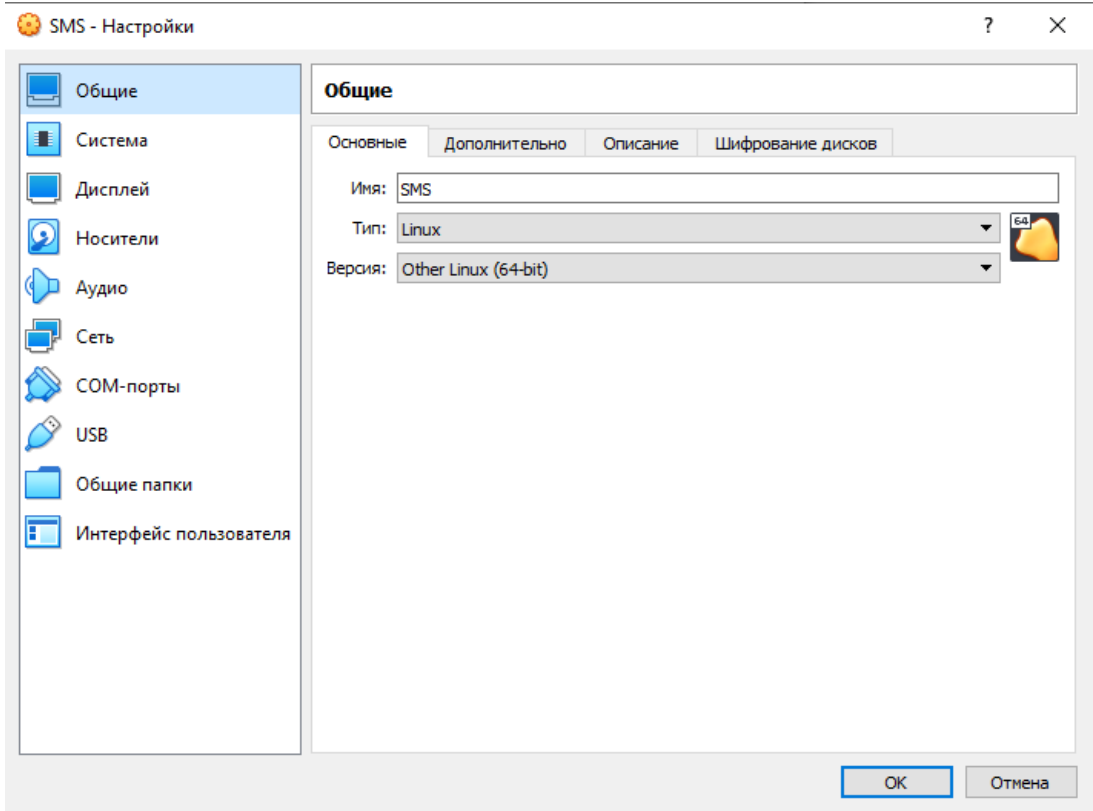 SMS - Настройки
?
Общие
Система
Дисплей
Носители
Аудио
Сеть
COM-порты
USB
Общие папки
Интерфейс пользователя
Общие
Основные Дополнительно Описание Шифрование дисков
Имя: SMS
Тип: Linux
64
Версия: Other Linux (64-bit)
OK Отмена